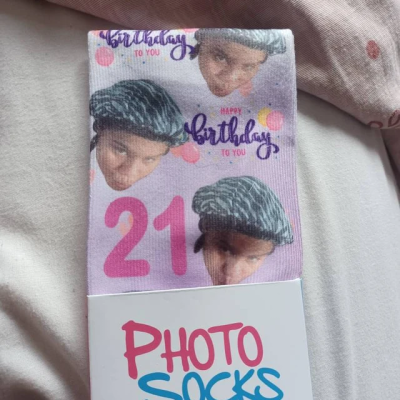 birthday
TO YOU
HAPPY
birthday
TO YOU
21
PHOTO
SOCKS